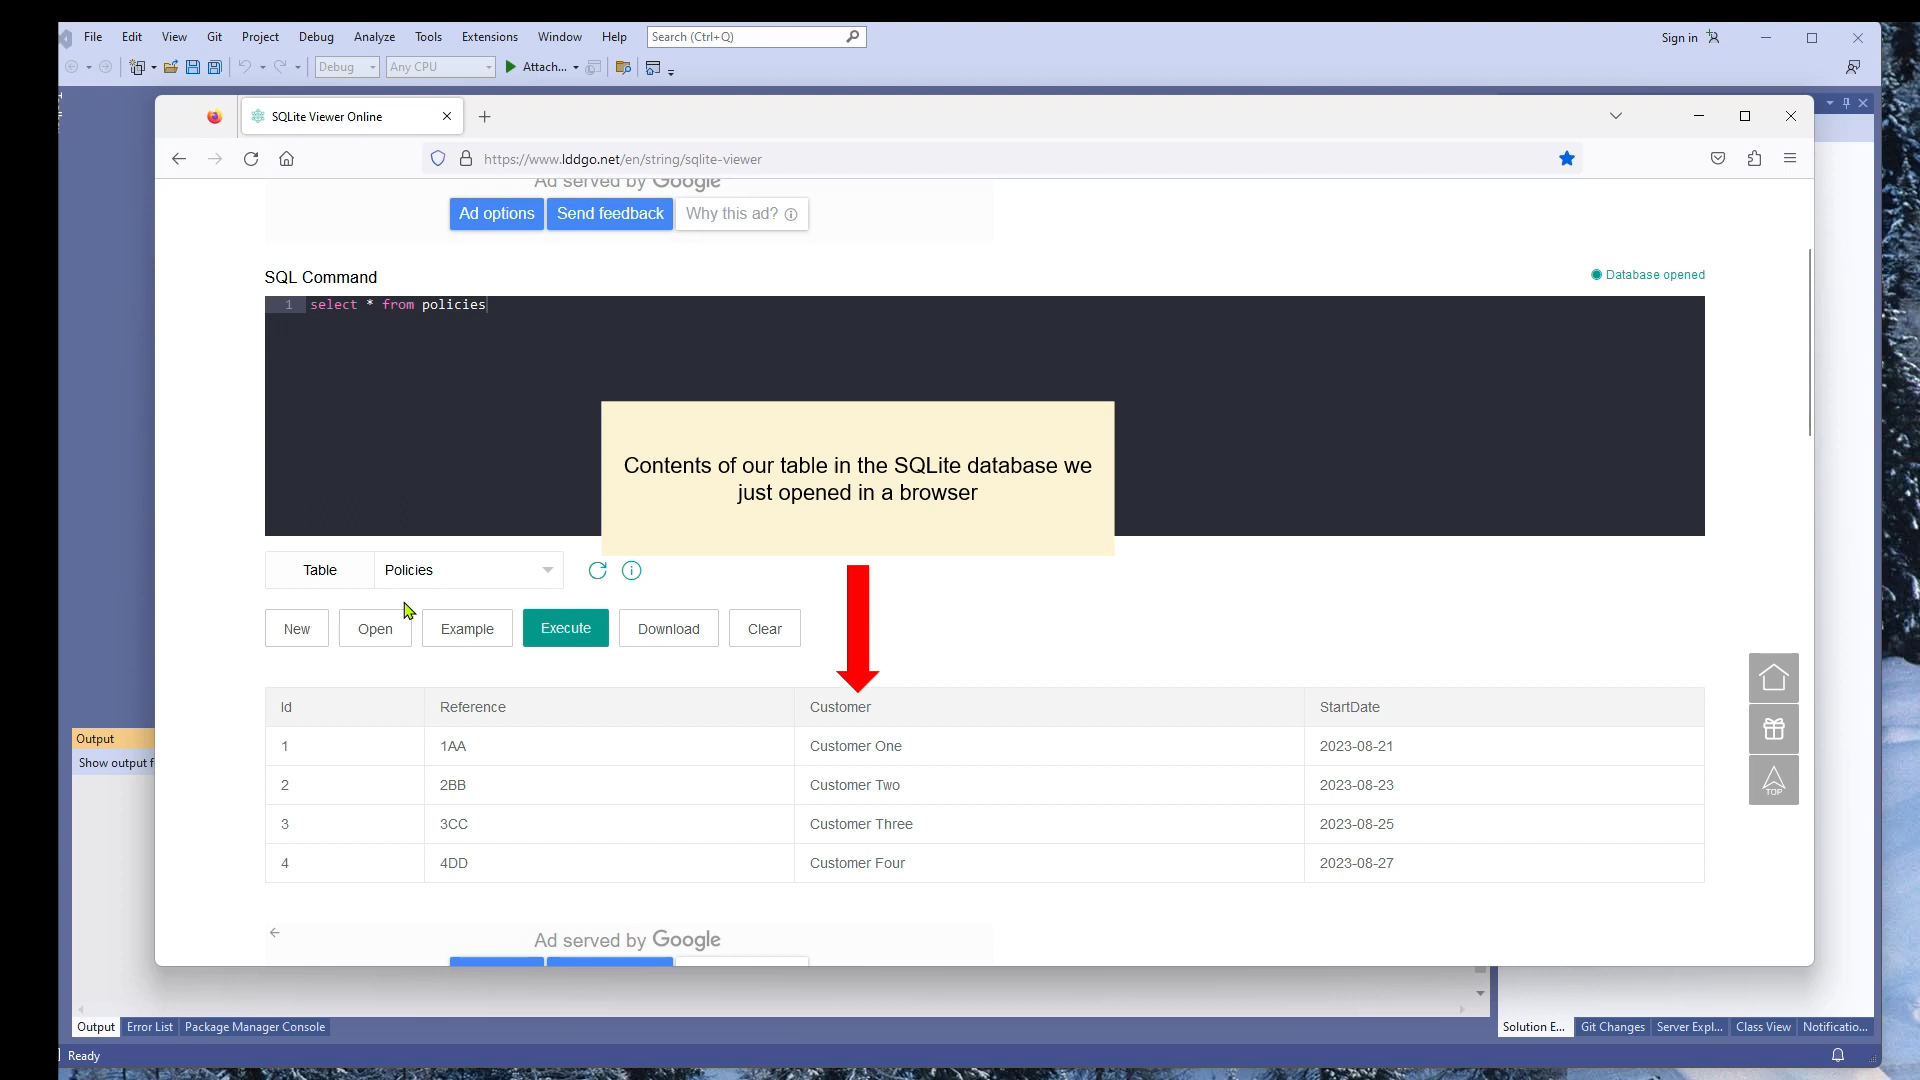 File Edit View Git Project Debug Analyze Tools Extensions Window Help Search (Ctrl+Q) Sign in
Debug Any CPU Attach...
SQLite Viewer Online
https://www.lddgo.net/en/string/sqlite-viewer
Ad served by Google
Ad options Send feedback Why this ad?
SQL Command Database opened
1 select * from policies
Contents of our table in the SQLite database we
just opened in a browser
Table Policies
New Open Example Execute Download Clear
Id Reference Customer StartDate
1 1AA Customer One 2023-08-21
2 2BB Customer Two 2023-08-23
3 3CC Customer Three 2023-08-25
4 4DD Customer Four 2023-08-27
TOP
Output
Show output f
Ad served by Google
Output Error List Package Manager Console Solution E... Git Changes Server Expl... Class View Notificatio...
Ready